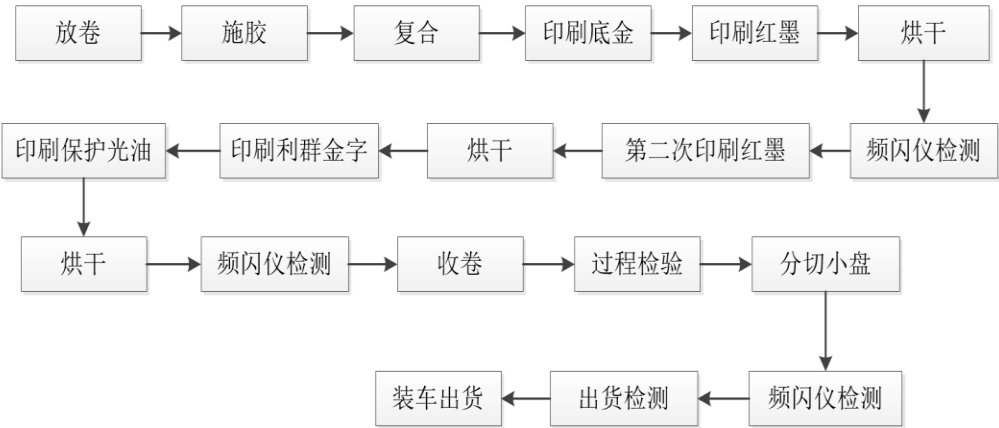 放卷
施胶
复合
印刷底金
印刷红墨
烘干
频闪仪检测
第二次印刷红墨
烘干
印刷利群金字
印刷保护光油
烘干
频闪仪检测
收卷
过程检验
分切小盘
频闪仪检测
出货检测
装车出货